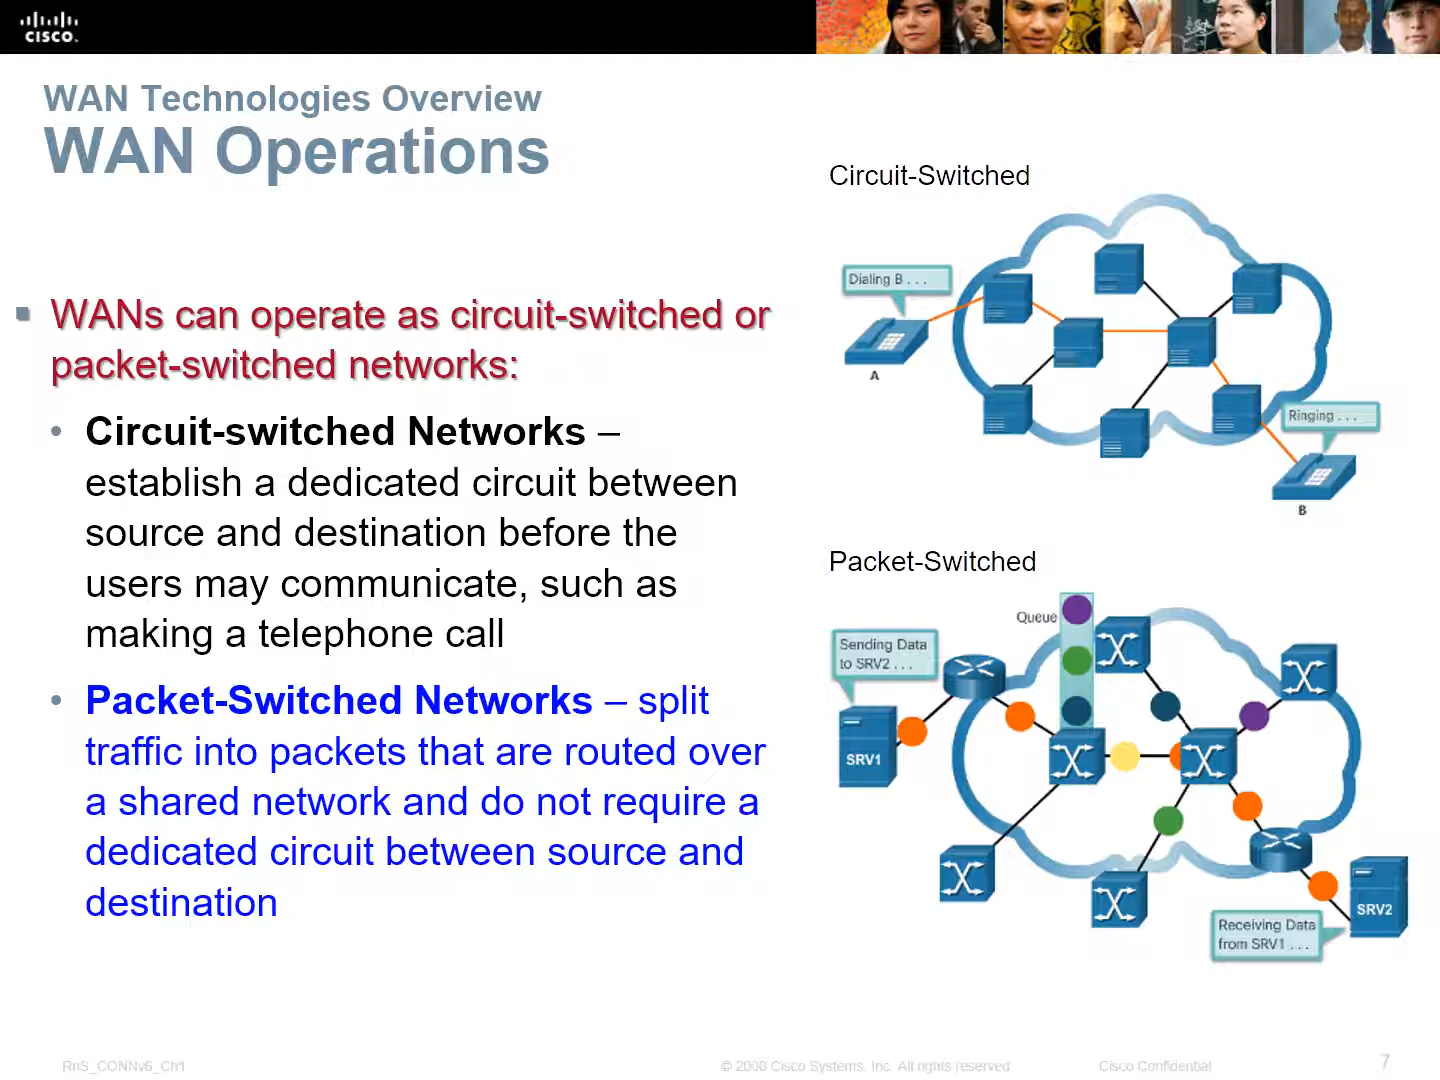 CISCO
WAN Technologies Overview
WAN Operations
WANs can operate as circuit-switched or
packet-switched networks:
Circuit-switched Networks –
establish a dedicated circuit between
source and destination before the
users may communicate, such as
making a telephone call
Packet-Switched Networks – split
traffic into packets that are routed over
a shared network and do not require a
dedicated circuit between source and
destination
Circuit-Switched
Dialing B . . .
A
Ringing . . .
B
Packet-Switched
Queue
Sending Data
to SRV2 . . .
SRV1
SRV2
Receiving Data
from SRV1 . . .
RnS_CONNv6_Ch1
© 2008 Cisco Systems, Inc. All rights reserved.
Cisco Confidential
7